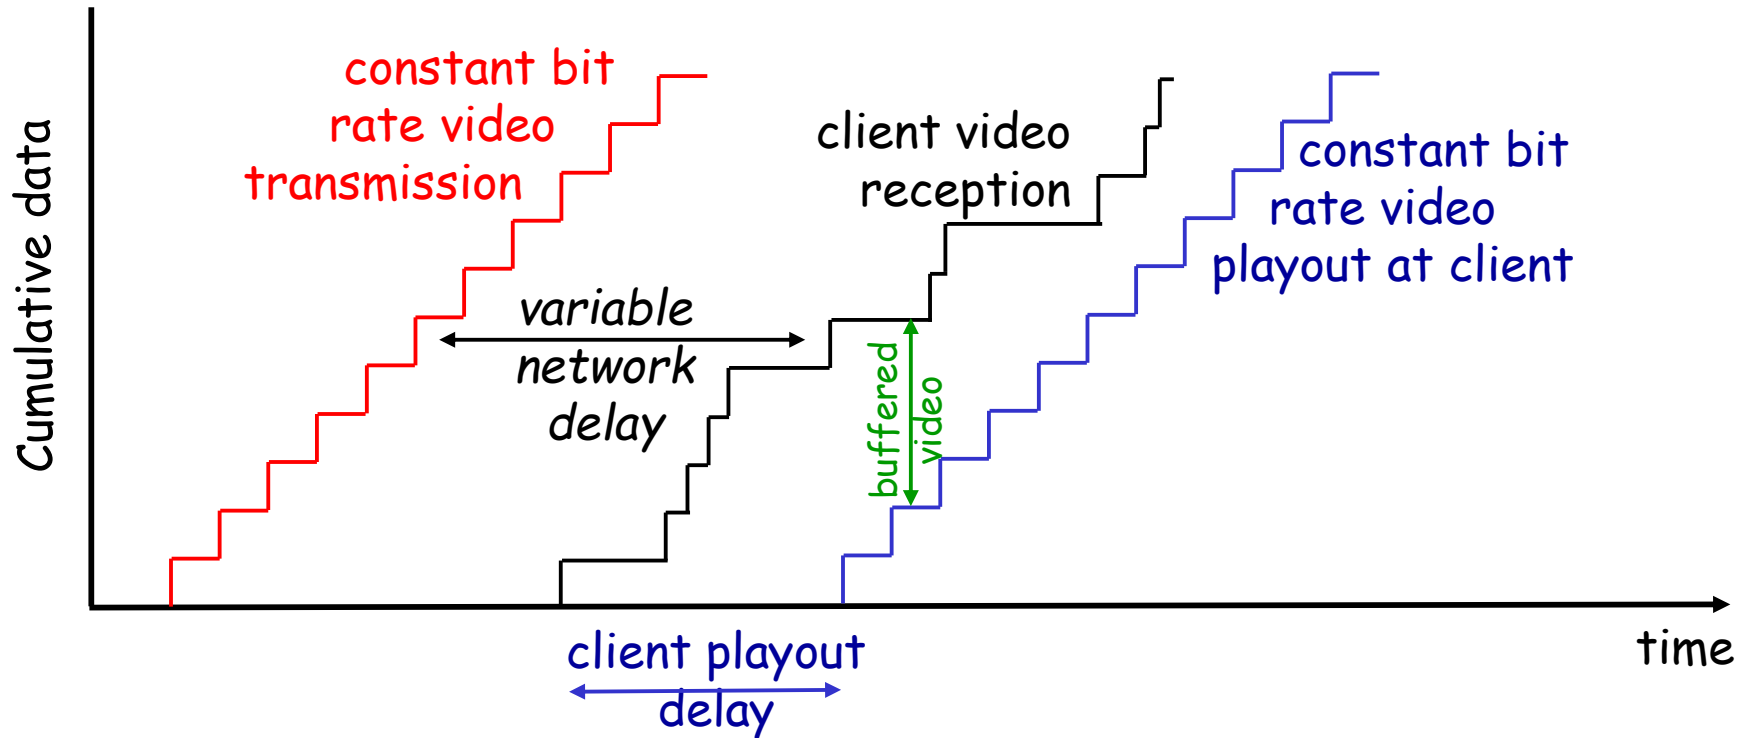 Cumulative data
constant bit
rate video
transmission
variable
network
delay
client video
reception
buffered
video
constant bit
rate video
playout at client
client playout
delay
time